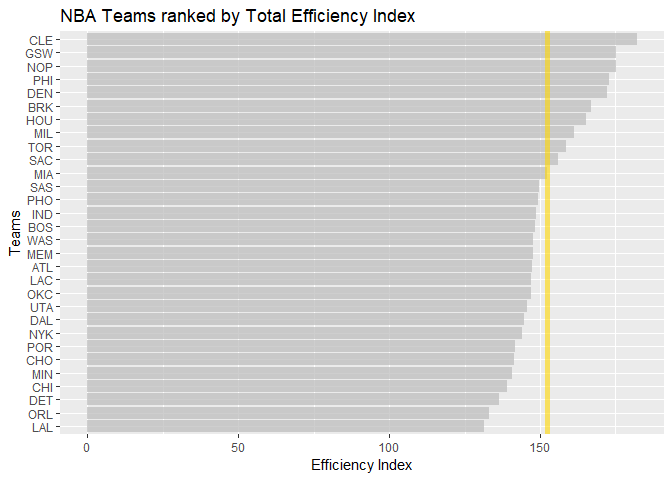 NBA Teams ranked by Total Efficiency Index
CLE
GSW
NOP
PHI
DEN
BRK
HOU
MIL
TOR
SAC
MIA
SAS
PHO
IND
BOS
WAS
MEM
ATL
LAC
OKC
UTA
DAL
NYK
POR
CHO
MIN
CHI
DET
ORL
LAL
Teams
0 50 100 150
Efficiency Index